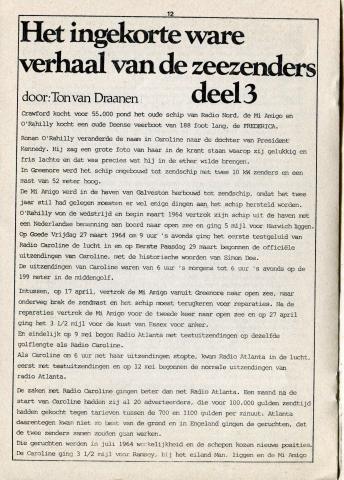 12
Het ingekorte ware
verhaal van de zeezenders
door: Ton van Draanen deel 3
Crawford kocht voor 55.000 pond het oude schip van Radio Nord, de Mi Amigo en
O'Rahilly kocht een oude Deense veerboot van 188 foot lang, de FREDERICA.
Ronan O'Rahilly veranderde de naam in Caroline naar de dochter van President
Kennedy. Hij zag een grote foto van haar in de krant staan waarop zij gelukkig en
fris lachte en dat was precies wat hij in de ether wilde brengen.
In Greenore werd het schip omgebouwd tot zendschip met twee 10 kW zenders en een
mast van 52 meter hoog.
De Mi Amigo werd in de haven van Galveston herbouwd tot zendschip, omdat het twee
jaar stil had gelegen moesten er vel enige dingen aan het schip hersteld worden.
O'Rahilly won de wedstrijd en begin maart 1964 vertrok zijn schip uit de haven met
een Nederlandse bemanning aan boord naar open zee en ging 5 mijl voor Harwich liggen.
Op Goede Vrijdag 27 maart 1964 om 9 uur 's avonds ging het eerste testgeluid van
Radio Caroline de lucht in en op Eerste Paasdag 29 maart begonnen de officiële
uitzendingen van Caroline, met de historische woorden van Simon Dee.
De uitzendingen van Caroline waren van 6 uur 's morgens tot 6 uur 's avonds op de
199 meter in de middengolf.
Intussen, op 17 april, vertrok de Mi Amigo vanuit Greenore naar open zee, maar
onderweg brak de zendmast en het schip moest terugkeren voor reparaties. Na de
reparaties vertrok de Mi Amigo voor de tweede keer naar open zee en op 27 april
ging het 3 1/2 mijl voor de kust van Essex voor anker.
En eindelijk op 9 mei begon Radio Atlanta met testuitzendingen op dezelfde
golflengte als Radio Caroline.
Als Caroline om 6 uur met haar uitzendingen stopte, kwam Radio Atlanta in de lucht,
eerst met testuitzendingen en op 12 mei begonnen de normale uitzendingen van
radio Atlanta.
De zaken met Radio Caroline gingen beter dan met Radio Atlanta. Een maand na de
start van Caroline hadden zij al 20 adverteerders, die voor 100.000 gulden zendtijd
hadden gekocht tegen tarieven tussen de 700 en 1100 gulden per minuut. Atlanta
daarentegen kwam niet zo best van de grond en in Engeland gingen de geruchten, dat
de twee zenders samen zouden gaan werken.
Die geruchten werden in juli 1964 werkelijkheid en de schepen kozen nieuwe posities.
De Caroline ging 3 1/2 mijl voor Ramsey, bij het eiland Man, liggen en de Mi Amigo